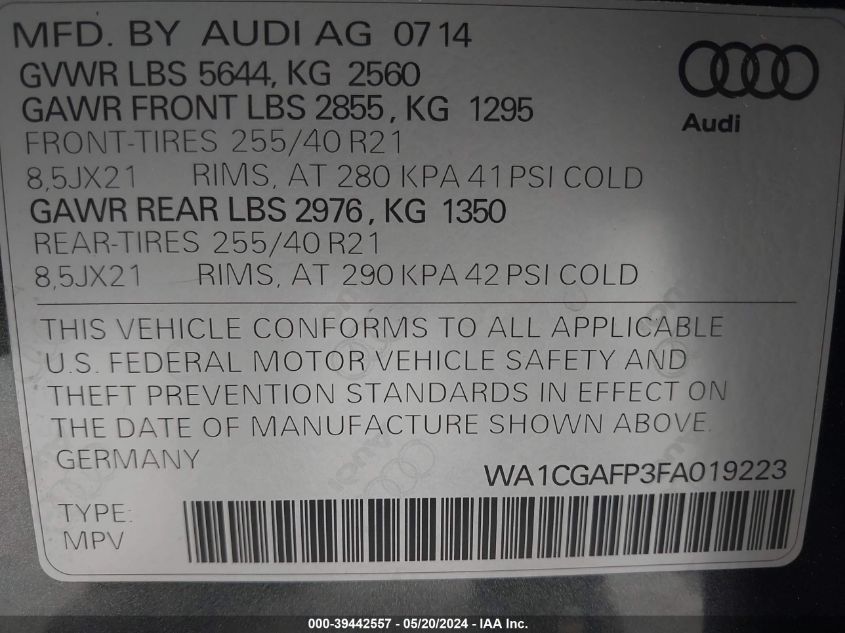 MFD. BY AUDI AG 07 14
GVWR LBS 5644, KG 2560
GAWR FRONT LBS 2855, KG 1295
FRONT-TIRES 255/40 R21
8,5JX21 RIMS, AT 280 KPA 41 PSI COLD
GAWR REAR LBS 2976, KG 1350
REAR-TIRES 255/40 R21
8,5JX21 RIMS, AT 290 KPA 42 PSI COLD
Audi
THIS VEHICLE CONFORMS TO ALL APPLICABLE
U.S. FEDERAL MOTOR VEHICLE SAFETY AND
THEFT PREVENTION STANDARDS IN EFFECT ON
THE DATE OF MANUFACTURE SHOWN ABOVE.
GERMANY
WA1CGAFP3FA019223
TYPE:
MPV
000-39442557 - 05/20/2024 - IAA Inc.